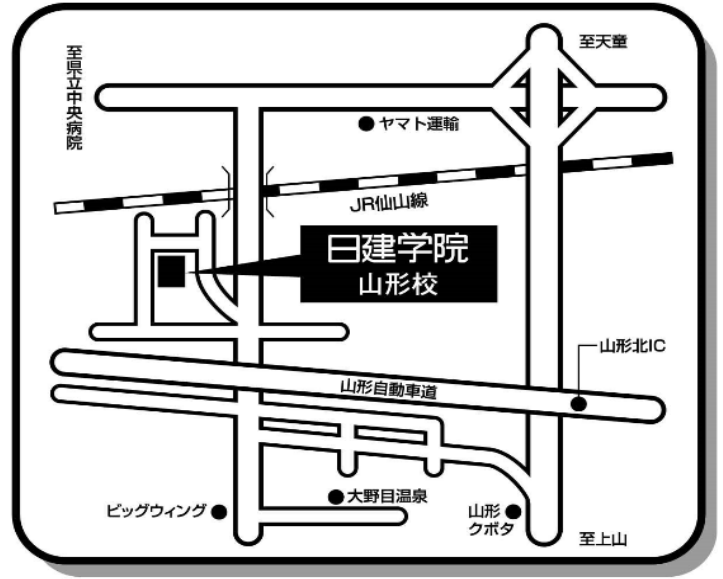 至天童
至県立中央病院
ヤマト運輸
JR仙山線
日建学院
山形校
山形北IC
山形自動車道
大野目温泉
ビッグウィング
山形
クボタ
至上山